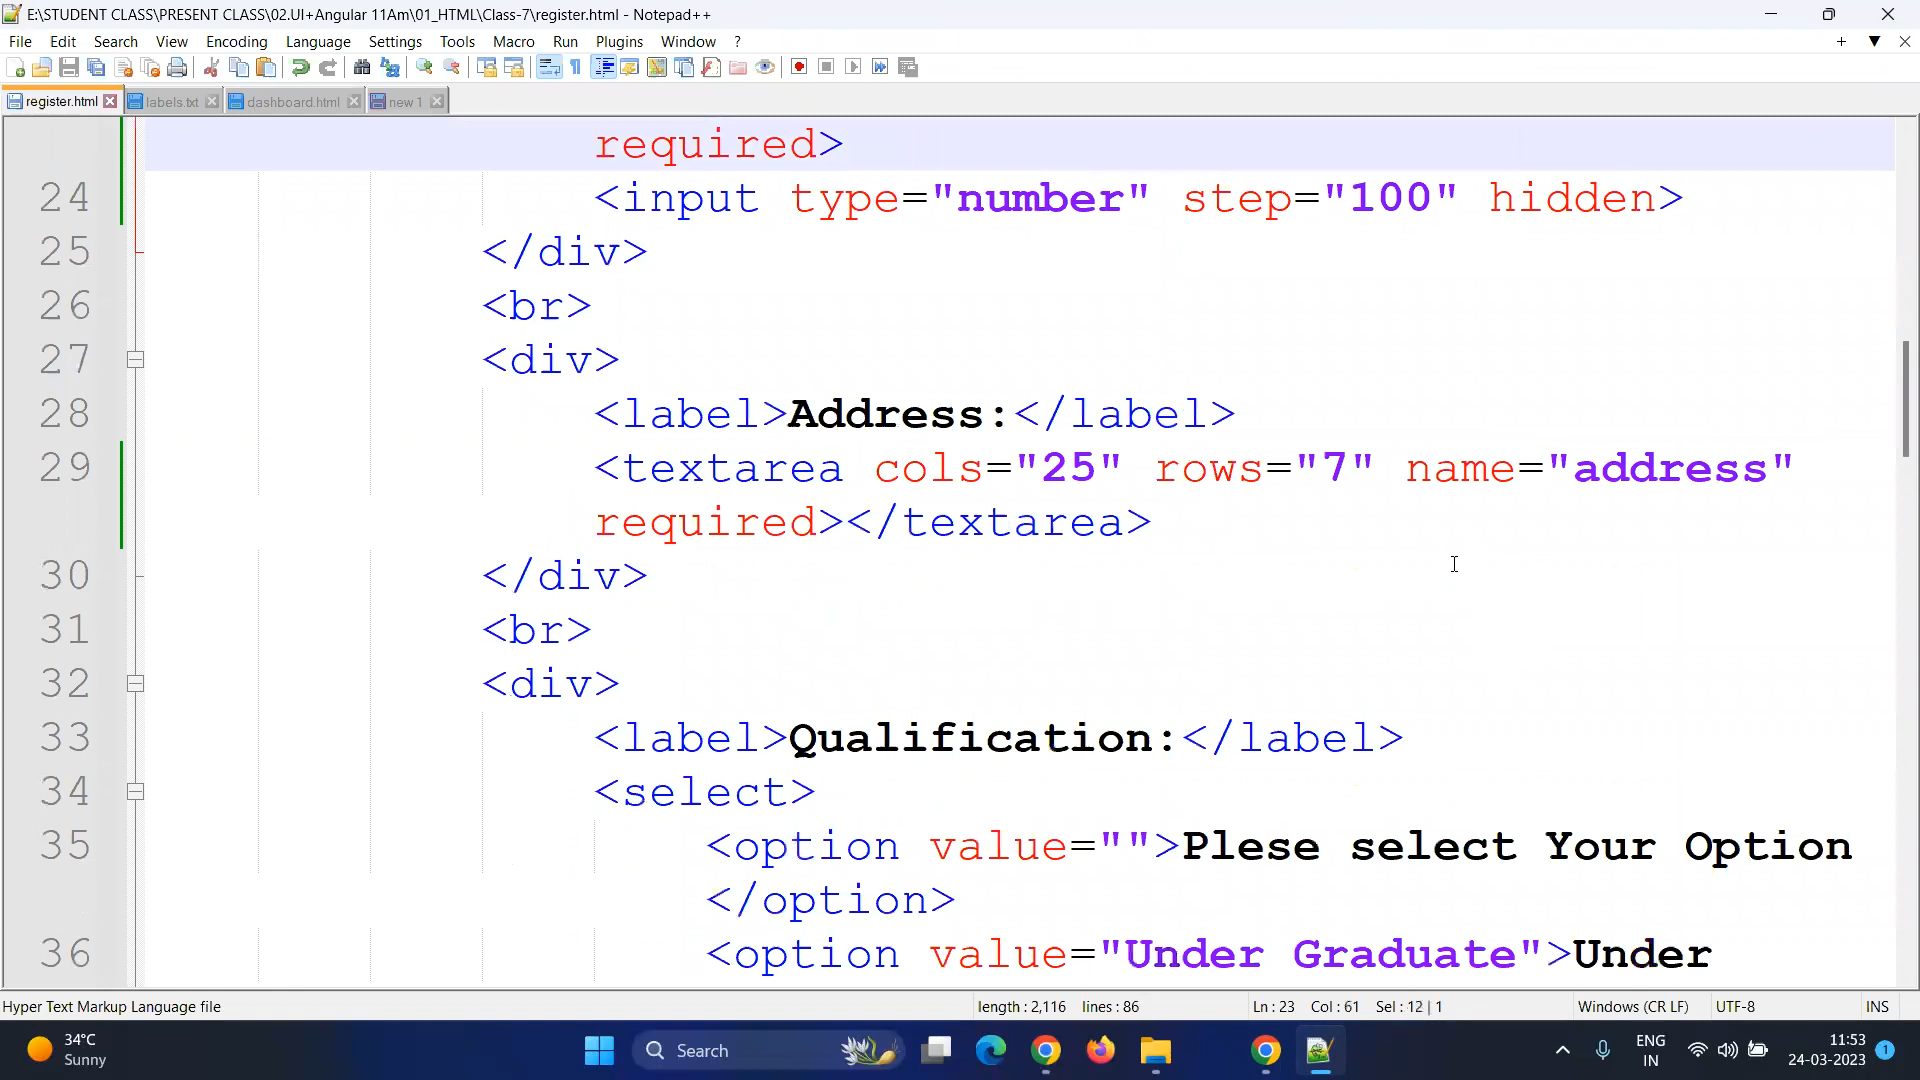 E:\STUDENT CLASS\PRESENT CLASS\02.UI+Angular 11Am\01_HTML\Class-7\register.html - Notepad++
File Edit Search View Encoding Language Settings Tools Macro Run Plugins Window ?
register.html labels.txt dashboard.html new 1
required>
24 <input type="number" step="100" hidden>
25 </div>
26 <br>
27 <div>
28 <label>Address:</label>
29 <textarea cols="25" rows="7" name="address"
required></textarea>
30 </div>
31 <br>
32 <div>
33 <label>Qualification:</label>
34 <select>
35 <option value="">Plese select Your Option
</option>
36 <option value="Under Graduate">Under
Hyper Text Markup Language file length : 2,116 lines : 86 Ln : 23 Col : 61 Sel : 12 | 1 Windows (CR LF) UTF-8 INS
34°C
Sunny
Search
ENG
IN
11:53
24-03-2023
1